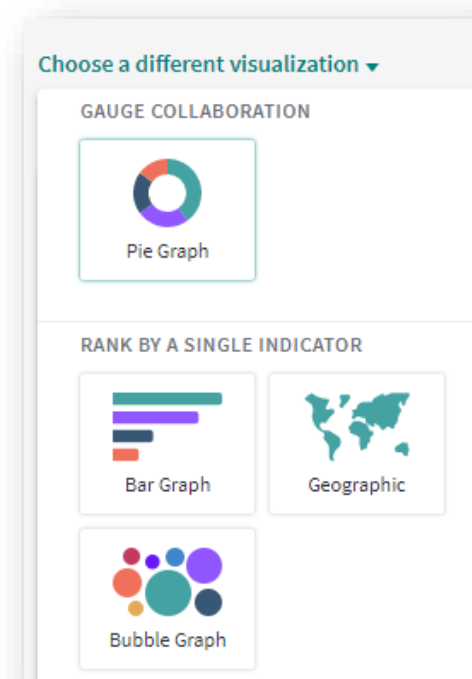 Choose a different visualization
GAUGE COLLABORATION
Pie Graph
RANK BY A SINGLE INDICATOR
Bar Graph
Geographic
Bubble Graph